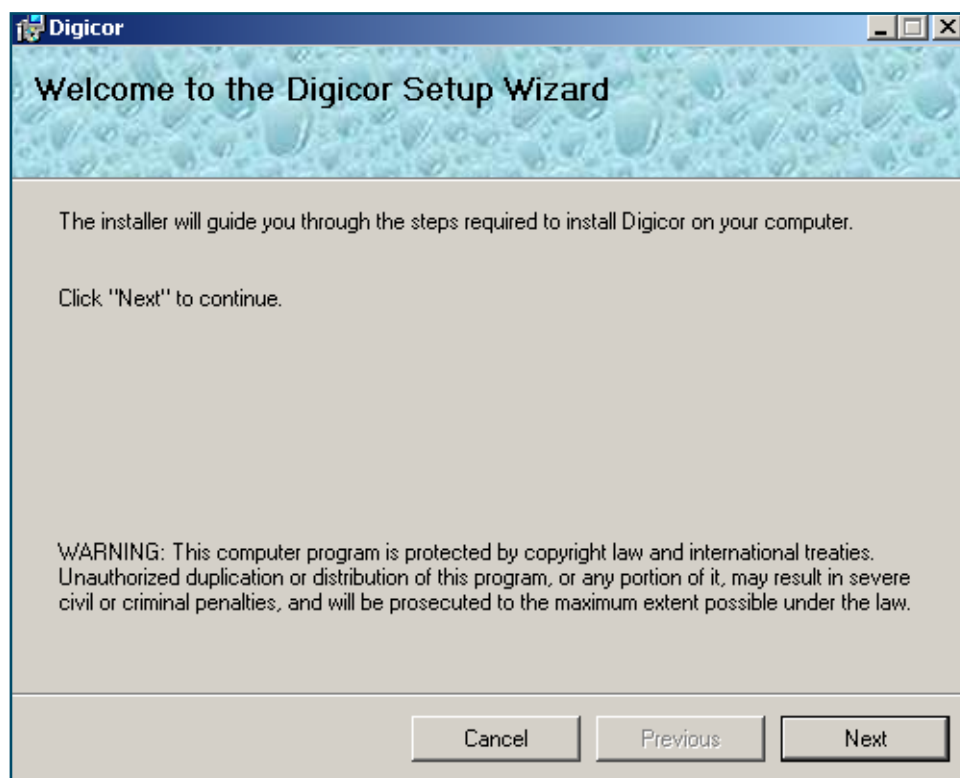 Digicor
Welcome to the Digicor Setup Wizard
The installer will guide you through the steps required to install Digicor on your computer.
Click "Next" to continue.
WARNING: This computer program is protected by copyright law and international treaties.
Unauthorized duplication or distribution of this program, or any portion of it, may result in severe
civil or criminal penalties, and will be prosecuted to the maximum extent possible under the law.
Cancel Previous Next